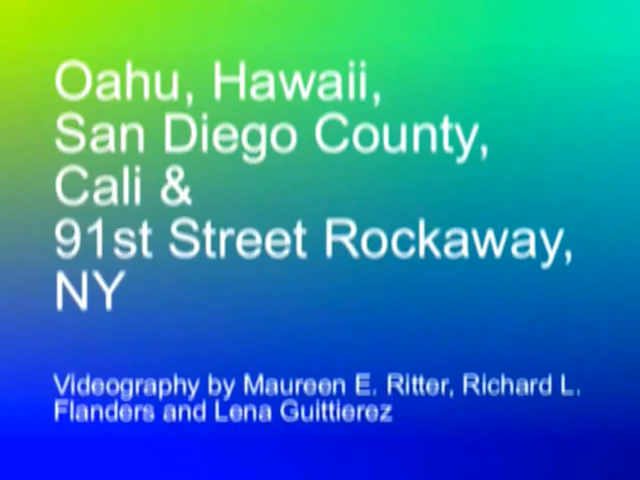 Oahu, Hawaii,
San Diego County,
Cali &
91st Street Rockaway,
NY
Videography by Maureen E. Ritter, Richard L.
Flanders and Lena Guittierez